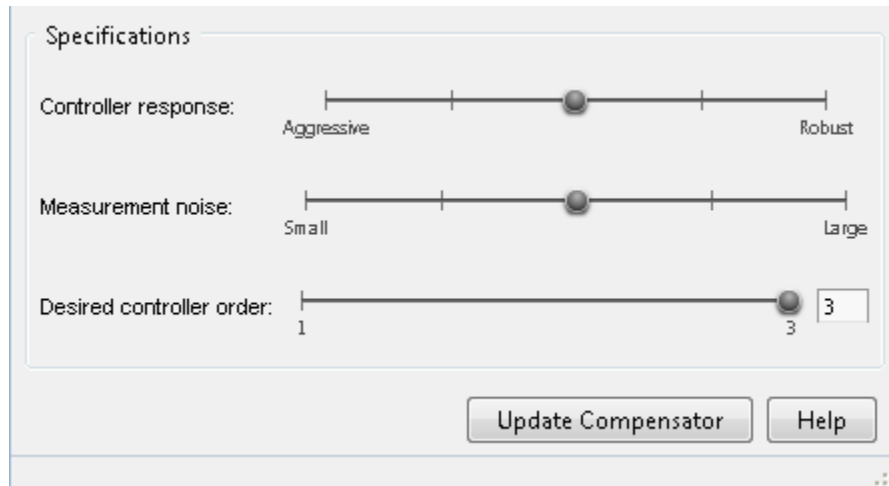 Specifications
Controller response:
Aggressive Robust
Measurement noise:
Small Large
Desired controller order: 3
1 3
Update Compensator Help